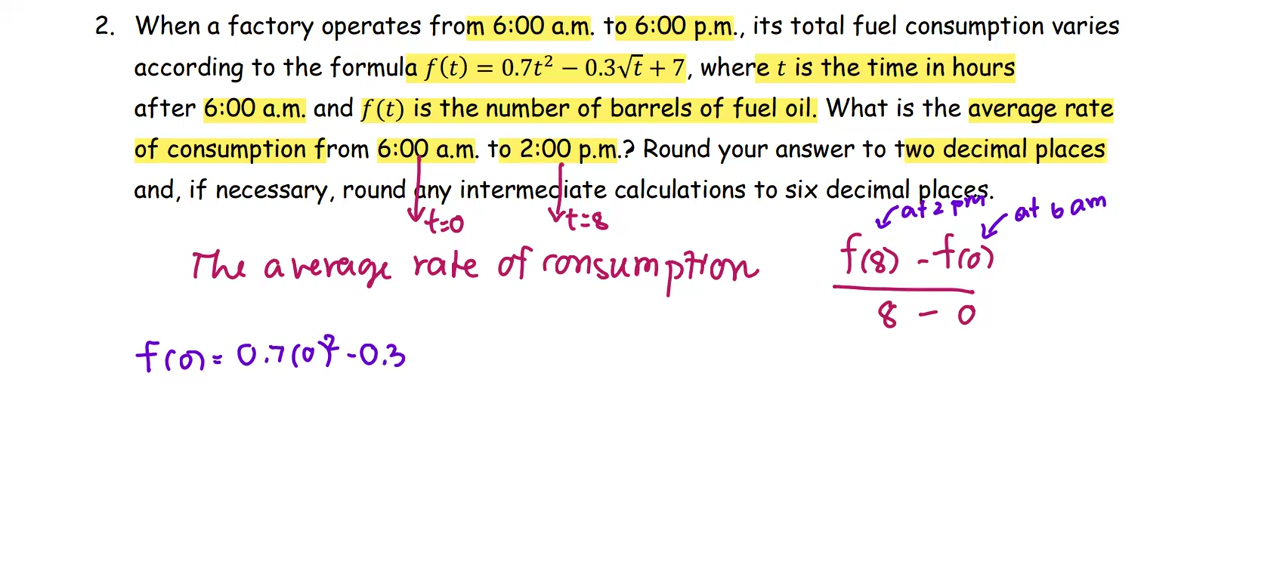 2. When a factory operates from 6:00 a.m. to 6:00 p.m., its total fuel consumption varies
according to the formula f(t) = 0.7t² − 0.3√t + 7, where t is the time in hours
after 6:00 a.m. and f(t) is the number of barrels of fuel oil. What is the average rate
of consumption from 6:00 a.m. to 2:00 p.m.? Round your answer to two decimal places
and, if necessary, round any intermediate calculations to six decimal places.
at 2 pm at 6 am
t=0 t=8
The average rate of consumption f(8) - f(0)
8 - 0
f(0) = 0.7(0)² - 0.3